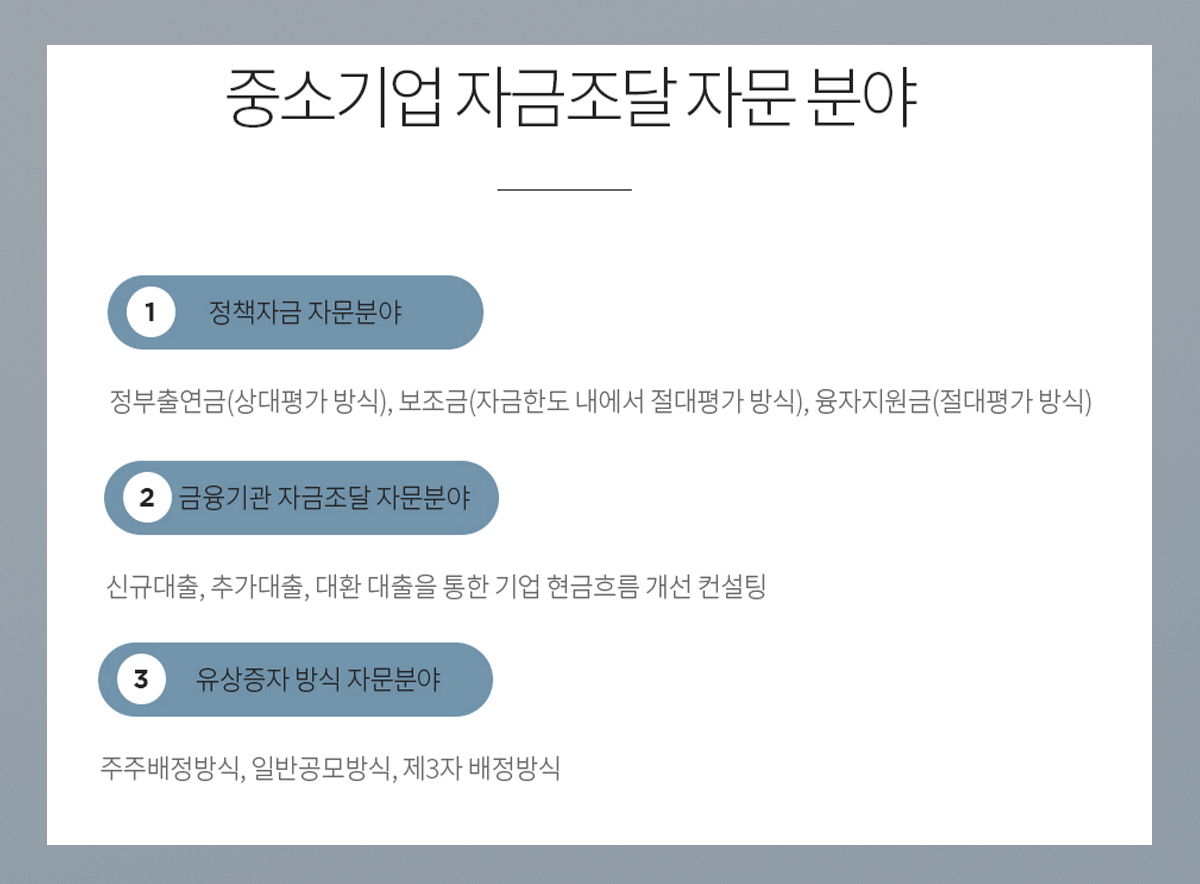 중소기업 자금조달 자문 분야
1 정책자금 자문분야
정부출연금(상대평가 방식), 보조금(자금한도 내에서 절대평가 방식), 융자지원금(절대평가 방식)
2 금융기관 자금조달 자문분야
신규대출, 추가대출, 대환 대출을 통한 기업 현금흐름 개선 컨설팅
3 유상증자 방식 자문분야
주주배정방식, 일반공모방식, 제3자 배정방식